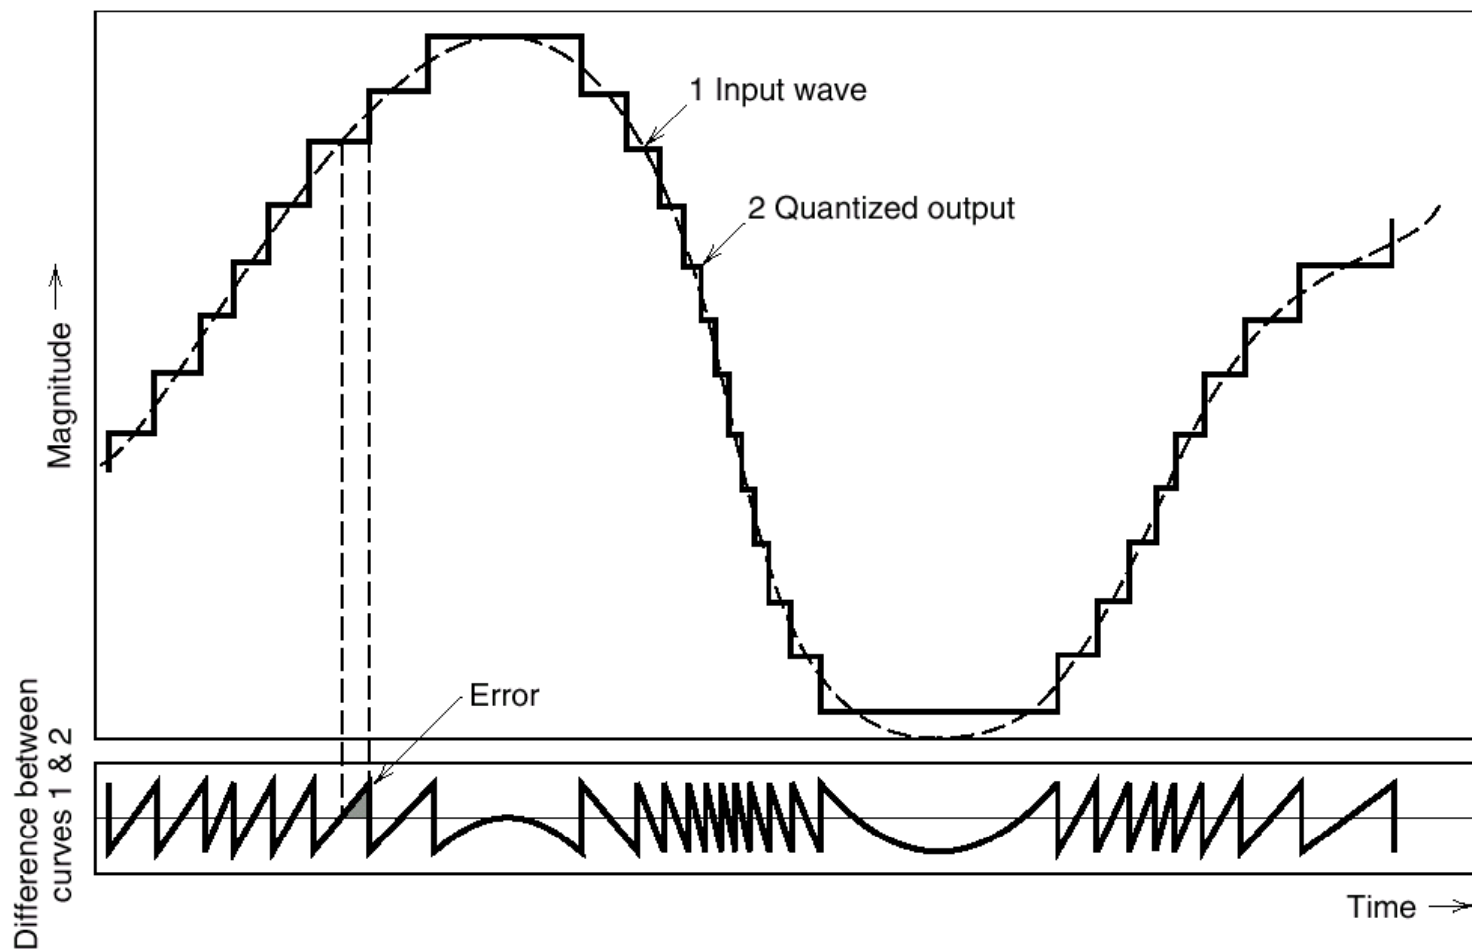 1 Input wave
2 Quantized output
Magnitude
Error
Difference between
curves 1 & 2
Time